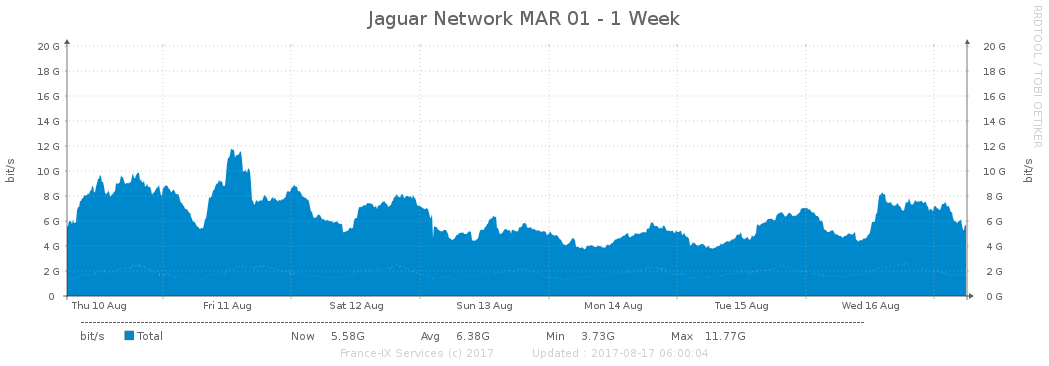 Jaguar Network MAR 01 - 1 Week
RRDTOOL / TOBI OETIKER
bit/s
20 G 20 G
18 G 18 G
16 G 16 G
14 G 14 G
12 G 12 G
10 G 10 G
8 G 8 G
6 G 6 G
4 G 4 G
2 G 2 G
0 0 G
bit/s
Thu 10 Aug Fri 11 Aug Sat 12 Aug Sun 13 Aug Mon 14 Aug Tue 15 Aug Wed 16 Aug
bit/s Total Now 5.58G Avg 6.38G Min 3.73G Max 11.77G
France-IX Services (c) 2017 Updated : 2017-08-17 06:00:04